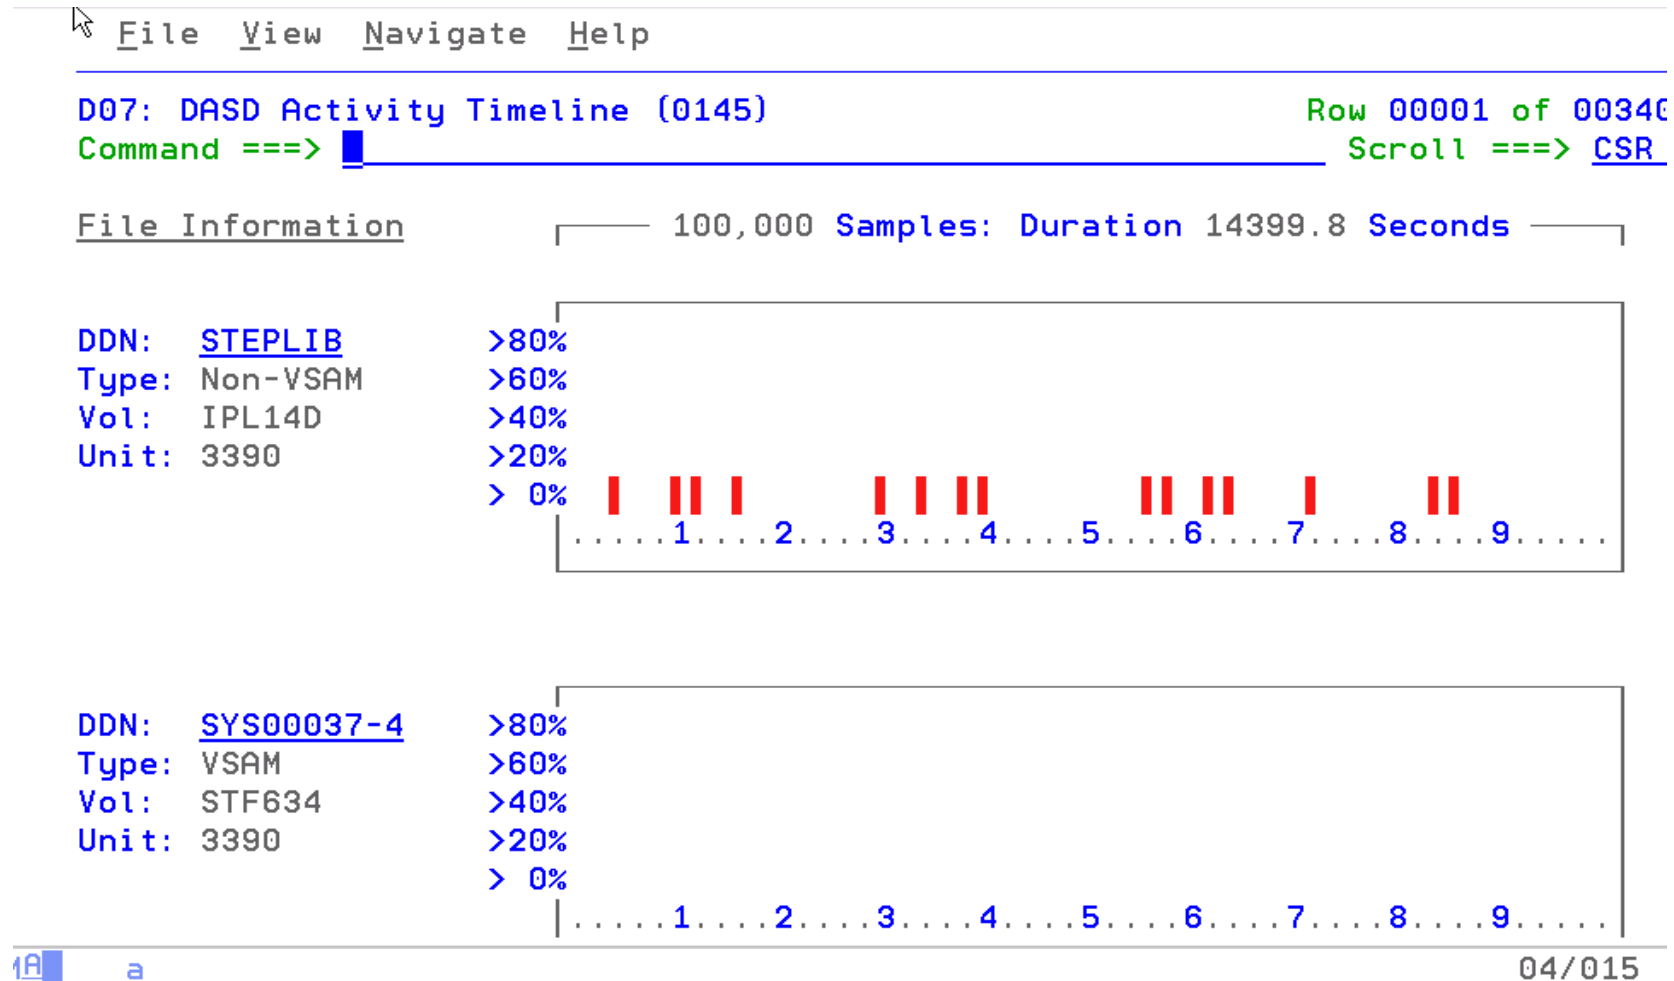 File View Navigate Help
D07: DASD Activity Timeline (0145) Row 00001 of 00340
Command ===> Scroll ===> CSR
File Information 100,000 Samples: Duration 14399.8 Seconds
DDN: STEPLIB >80%
Type: Non-VSAM >60%
Vol: IPL14D >40%
Unit: 3390 >20%
> 0%
.....1....2....3....4....5....6....7....8....9.....
DDN: SYS00037-4 >80%
Type: VSAM >60%
Vol: STF634 >40%
Unit: 3390 >20%
> 0%
.....1....2....3....4....5....6....7....8....9.....
A a 04/015